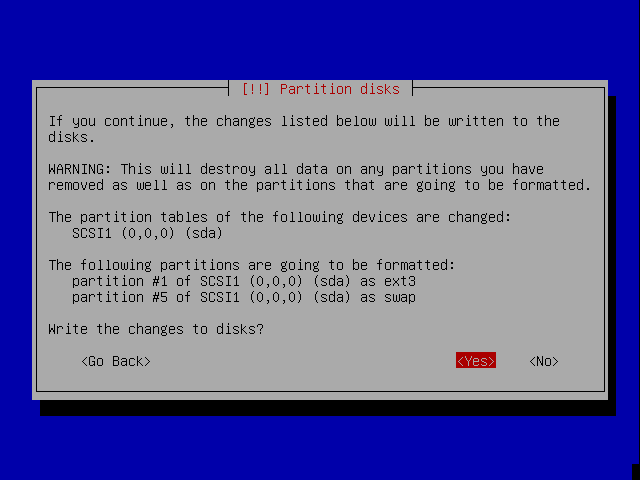 [!!] Partition disks
If you continue, the changes listed below will be written to the
disks.
WARNING: This will destroy all data on any partitions you have
removed as well as on the partitions that are going to be formatted.
The partition tables of the following devices are changed:
SCSI1 (0,0,0) (sda)
The following partitions are going to be formatted:
partition #1 of SCSI1 (0,0,0) (sda) as ext3
partition #5 of SCSI1 (0,0,0) (sda) as swap
Write the changes to disks?
<Go Back> <Yes> <No>